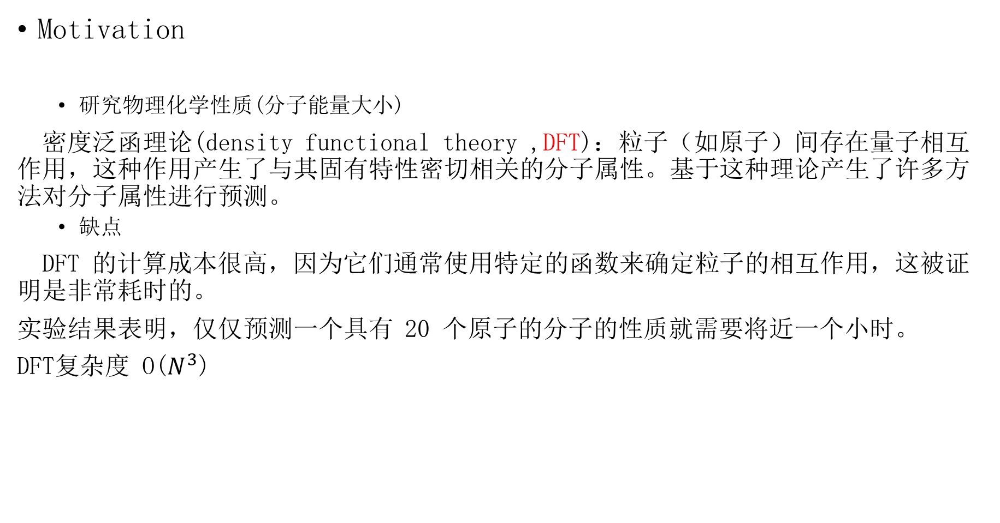 • Motivation
• 研究物理化学性质(分子能量大小)
密度泛函理论(density functional theory ,DFT)：粒子（如原子）间存在量子相互
作用，这种作用产生了与其固有特性密切相关的分子属性。基于这种理论产生了许多方
法对分子属性进行预测。
• 缺点
DFT 的计算成本很高，因为它们通常使用特定的函数来确定粒子的相互作用，这被证
明是非常耗时的。
实验结果表明，仅仅预测一个具有 20 个原子的分子的性质就需要将近一个小时。
DFT复杂度 O(N³)